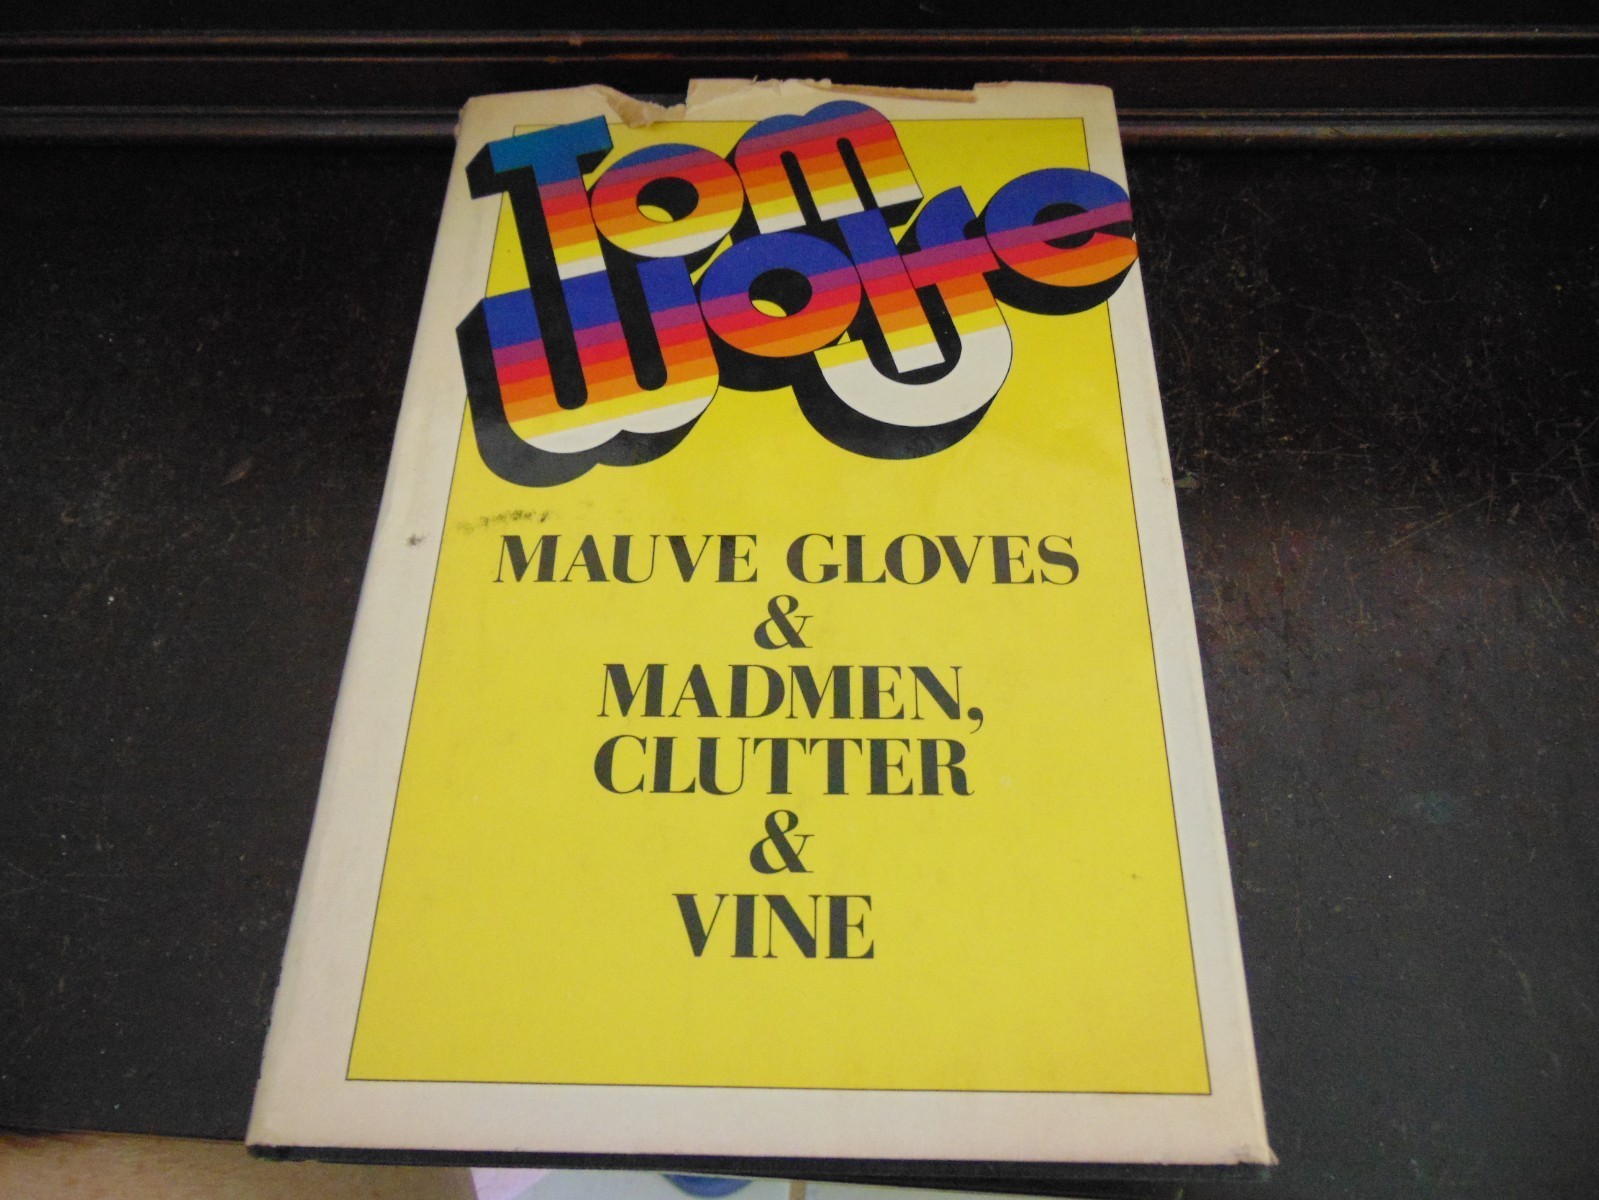 Tom
Wolfe
MAUVE GLOVES
&
MADMEN,
CLUTTER
&
VINE